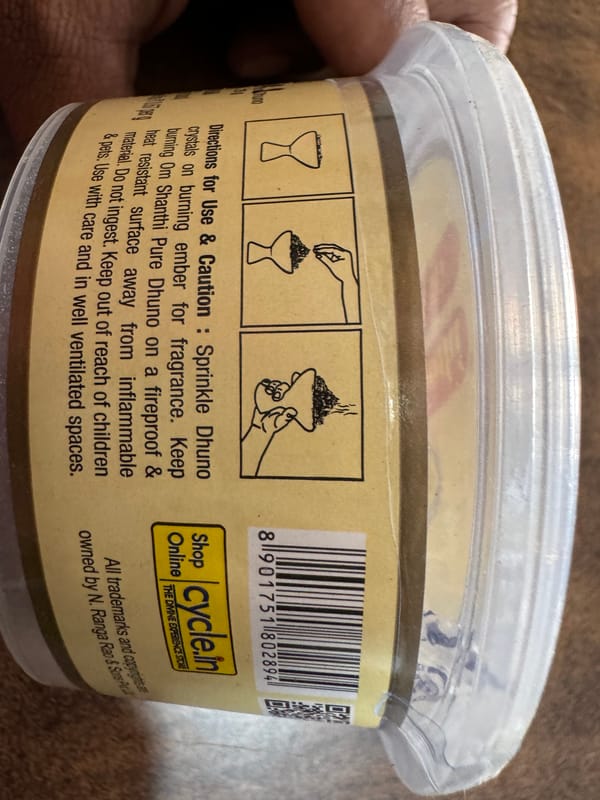 Directions for Use & Caution : Sprinkle Dhuno
crystals on burning ember for fragrance. Keep
burning Om Shanthi Pure Dhuno on a fireproof &
heat resistant surface away from inflammable
material. Do not ingest. Keep out of reach of children
& pets. Use with care and in well ventilated spaces.
8 901751 802894
Shop
Online
cycle.in
THE DIVINE EXPERIENCE STORE
All trademarks and copyrights
owned by N. Ranga Rao & Sons